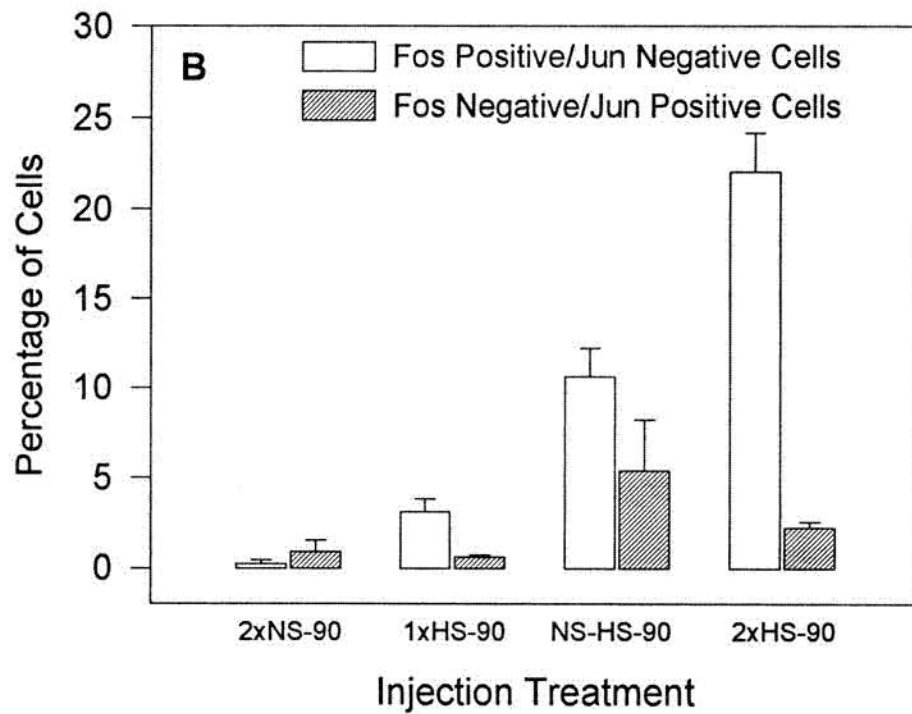 B
Fos Positive/Jun Negative Cells
Fos Negative/Jun Positive Cells
Percentage of Cells
30
25
20
15
10
5
0
2xNS-90 1xHS-90 NS-HS-90 2xHS-90
Injection Treatment